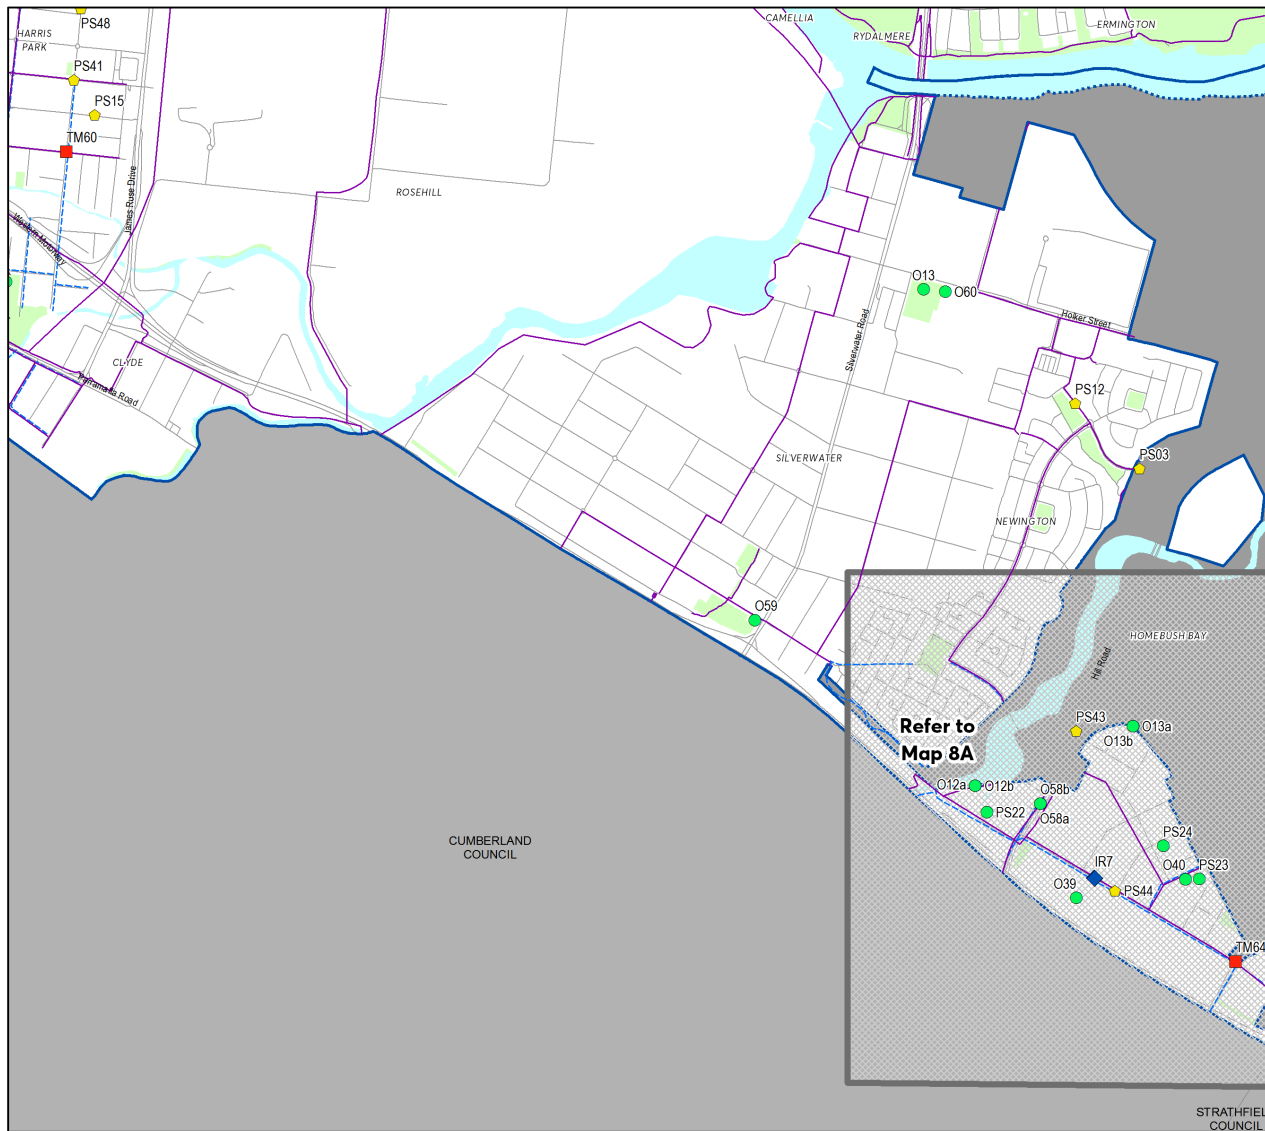 PS48
HARRIS
PARK
CAMELLIA
RYDALMERE
ERMINGTON
PS41
PS15
TM60
James Ruse Drive
ROSEHILL
Western Motorway
O13
O60
Silverwater Road
Holker Street
CLYDE
Parramatta Road
PS12
PS03
SILVERWATER
NEWINGTON
O59
HOMEBUSH BAY
Hill Road
Refer to
Map 8A
PS43
O13a
O13b
O12a
O12b
O58b
O58a
PS22
PS24
IR7
O40
PS23
O39
PS44
TM64
CUMBERLAND
COUNCIL
STRATHFIEL
COUNCIL